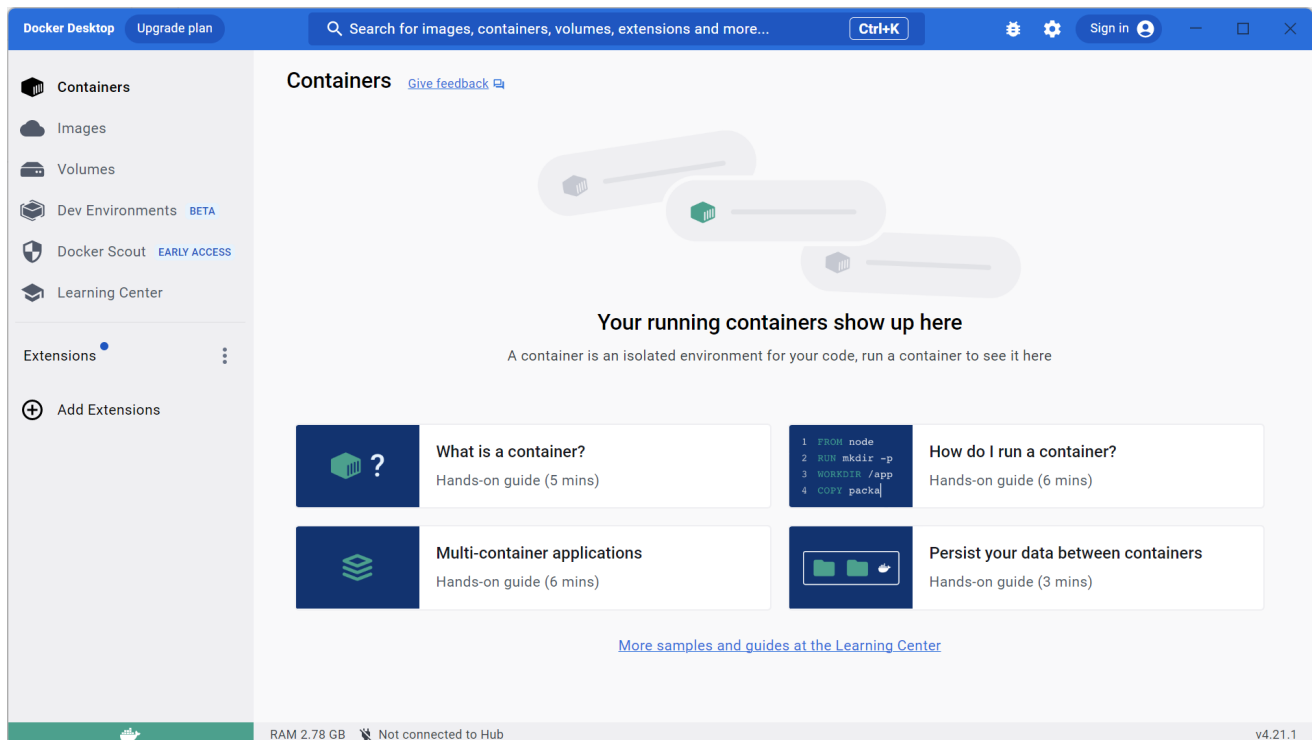 Docker Desktop Upgrade plan Search for images, containers, volumes, extensions and more... Ctrl+K Sign in
Containers
Images
Volumes
Dev Environments BETA
Docker Scout EARLY ACCESS
Learning Center
Extensions
Add Extensions
Containers Give feedback
Your running containers show up here
A container is an isolated environment for your code, run a container to see it here
?
What is a container?
Hands-on guide (5 mins)
1 FROM node
2 RUN mkdir -p
3 WORKDIR /app
4 COPY packa
How do I run a container?
Hands-on guide (6 mins)
Multi-container applications
Hands-on guide (6 mins)
Persist your data between containers
Hands-on guide (3 mins)
More samples and guides at the Learning Center
RAM 2.78 GB Not connected to Hub v4.21.1